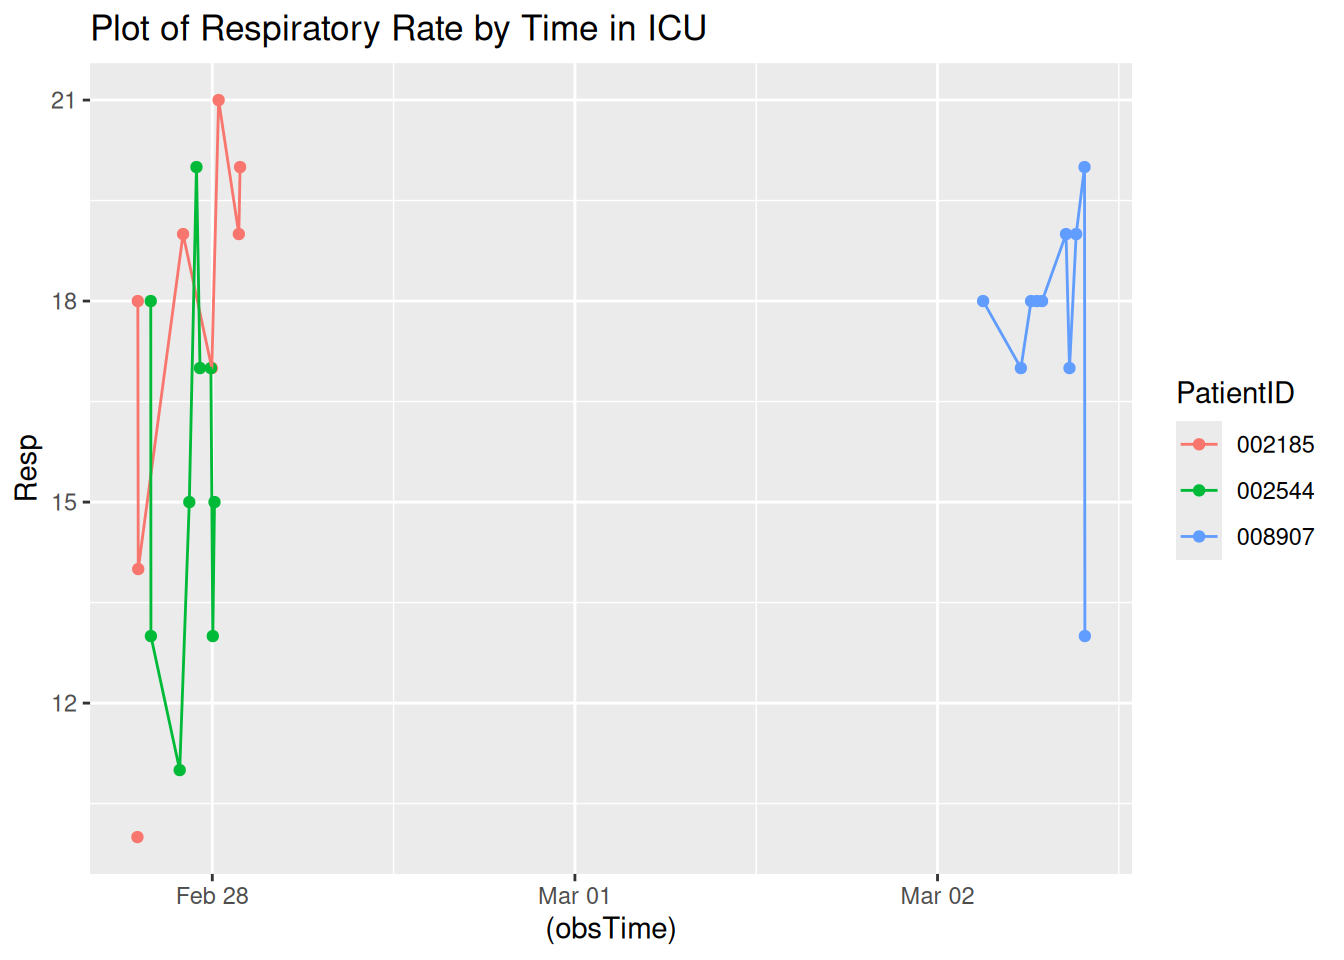 Plot of Respiratory Rate by Time in ICU
21
18
15
12
Resp
Feb 28
Mar 01
Mar 02
(obsTime)
PatientID
002185
002544
008907